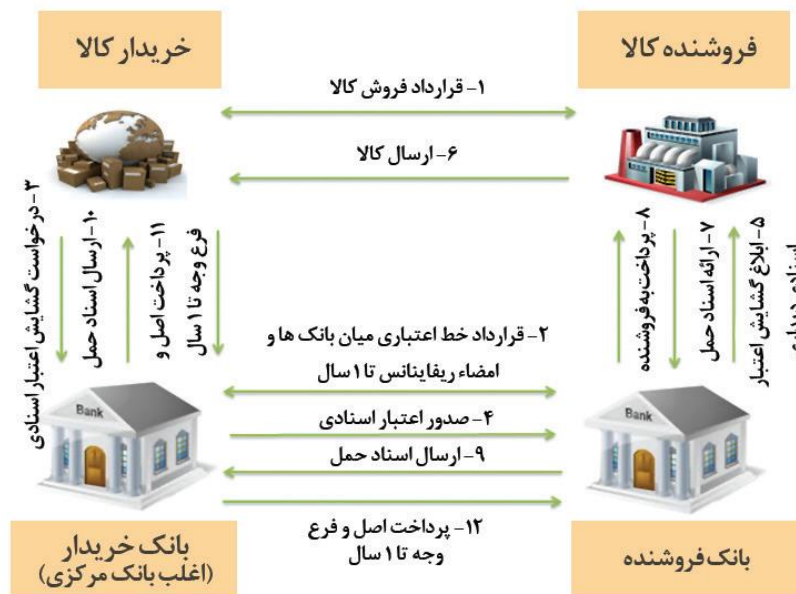 خریدار کالا
فروشنده کالا
۱- قرارداد فروش کالا
۶- ارسال کالا
۳- درخواست گشایش اعتبار اسنادی
۱۰- ارسال اسناد حمل
۱۱- پرداخت اصل و
فرع وجه تا ۱ سال
۲- قرارداد خط اعتباری میان بانک ها و
امضاء ریفاینانس تا ۱ سال
۸- پرداخت به فروشنده
۷- ارائه اسناد حمل
۵- ابلاغ گشایش اعتبار
اسنادی دیداری
۴- صدور اعتبار اسنادی
۹- ارسال اسناد حمل
۱۲- پرداخت اصل و فرع
وجه تا ۱ سال
Bank
Bank
بانک خریدار
(اغلب بانک مرکزی)
بانک فروشنده